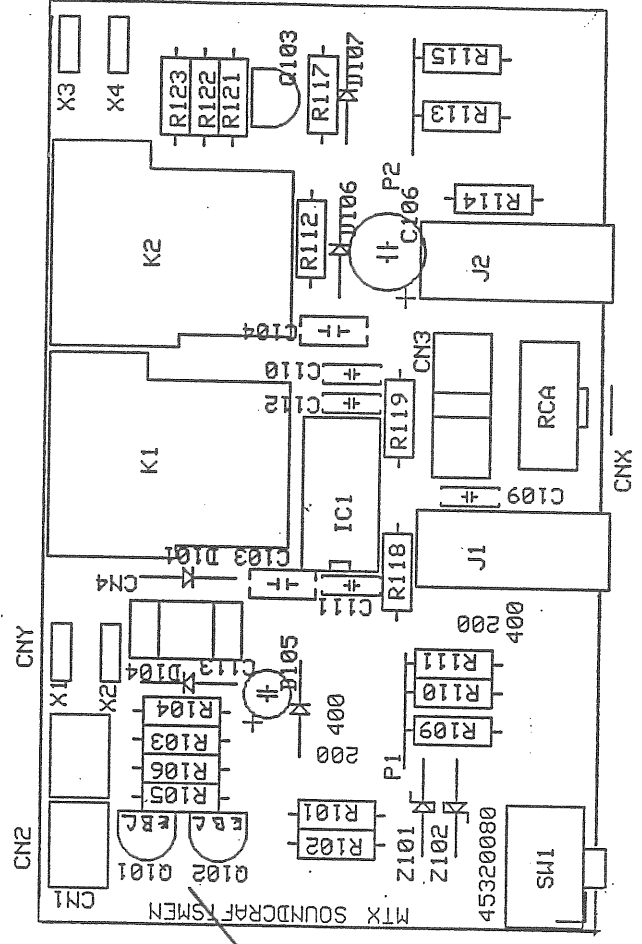 X3
X4
R123
R122
R121
Q103
R117
D107
R115
R113
P2
R114
K2
R112
D106
C106
J2
C104
C110
C112
CN3
R119
RCA
K1
IC1
CNX
C109
D101
C103
CN4
C111
R118
J1
200
400
CNY
X1
X2
D104
C113
D105
R111
R110
R109
R104
R103
R106
R105
400
200
P1
CN2
CN1
EBC
EBC
Q101
Q102
R101
R102
Z101
Z102
45320080
SW1
MTX SOUNDCRAFTSMEN